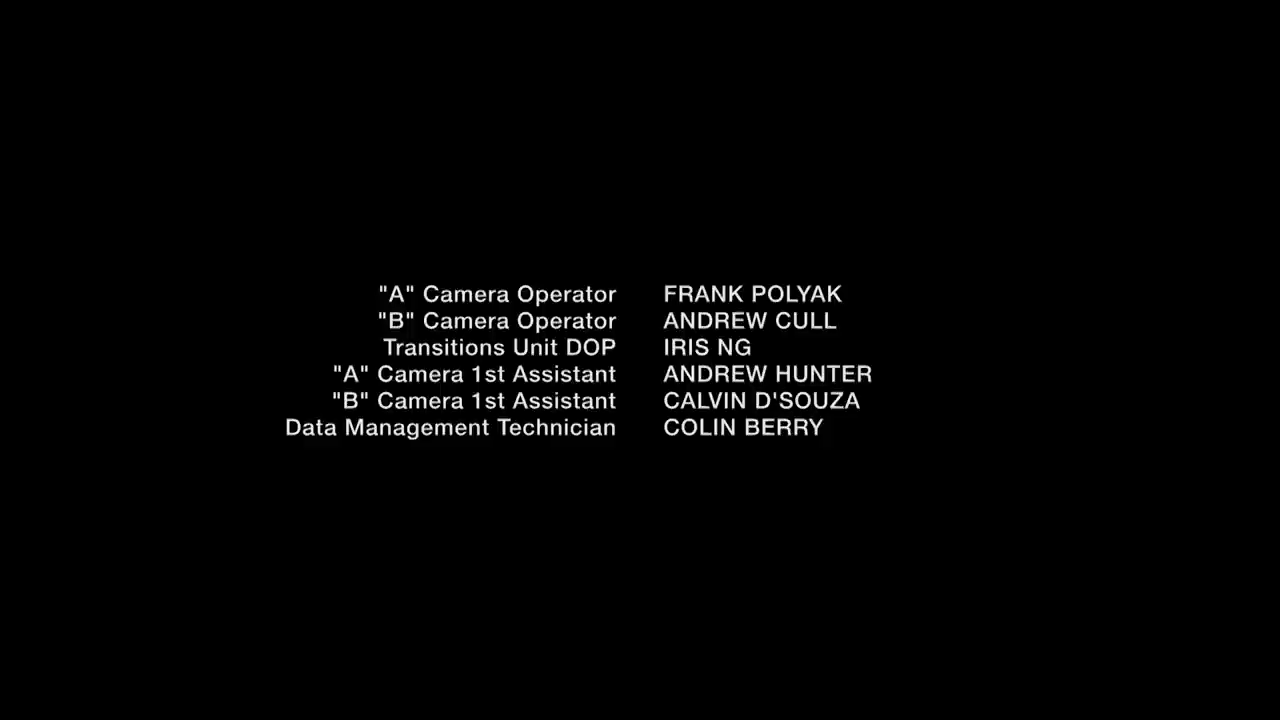 "A" Camera Operator FRANK POLYAK
"B" Camera Operator ANDREW CULL
Transitions Unit DOP IRIS NG
"A" Camera 1st Assistant ANDREW HUNTER
"B" Camera 1st Assistant CALVIN D'SOUZA
Data Management Technician COLIN BERRY